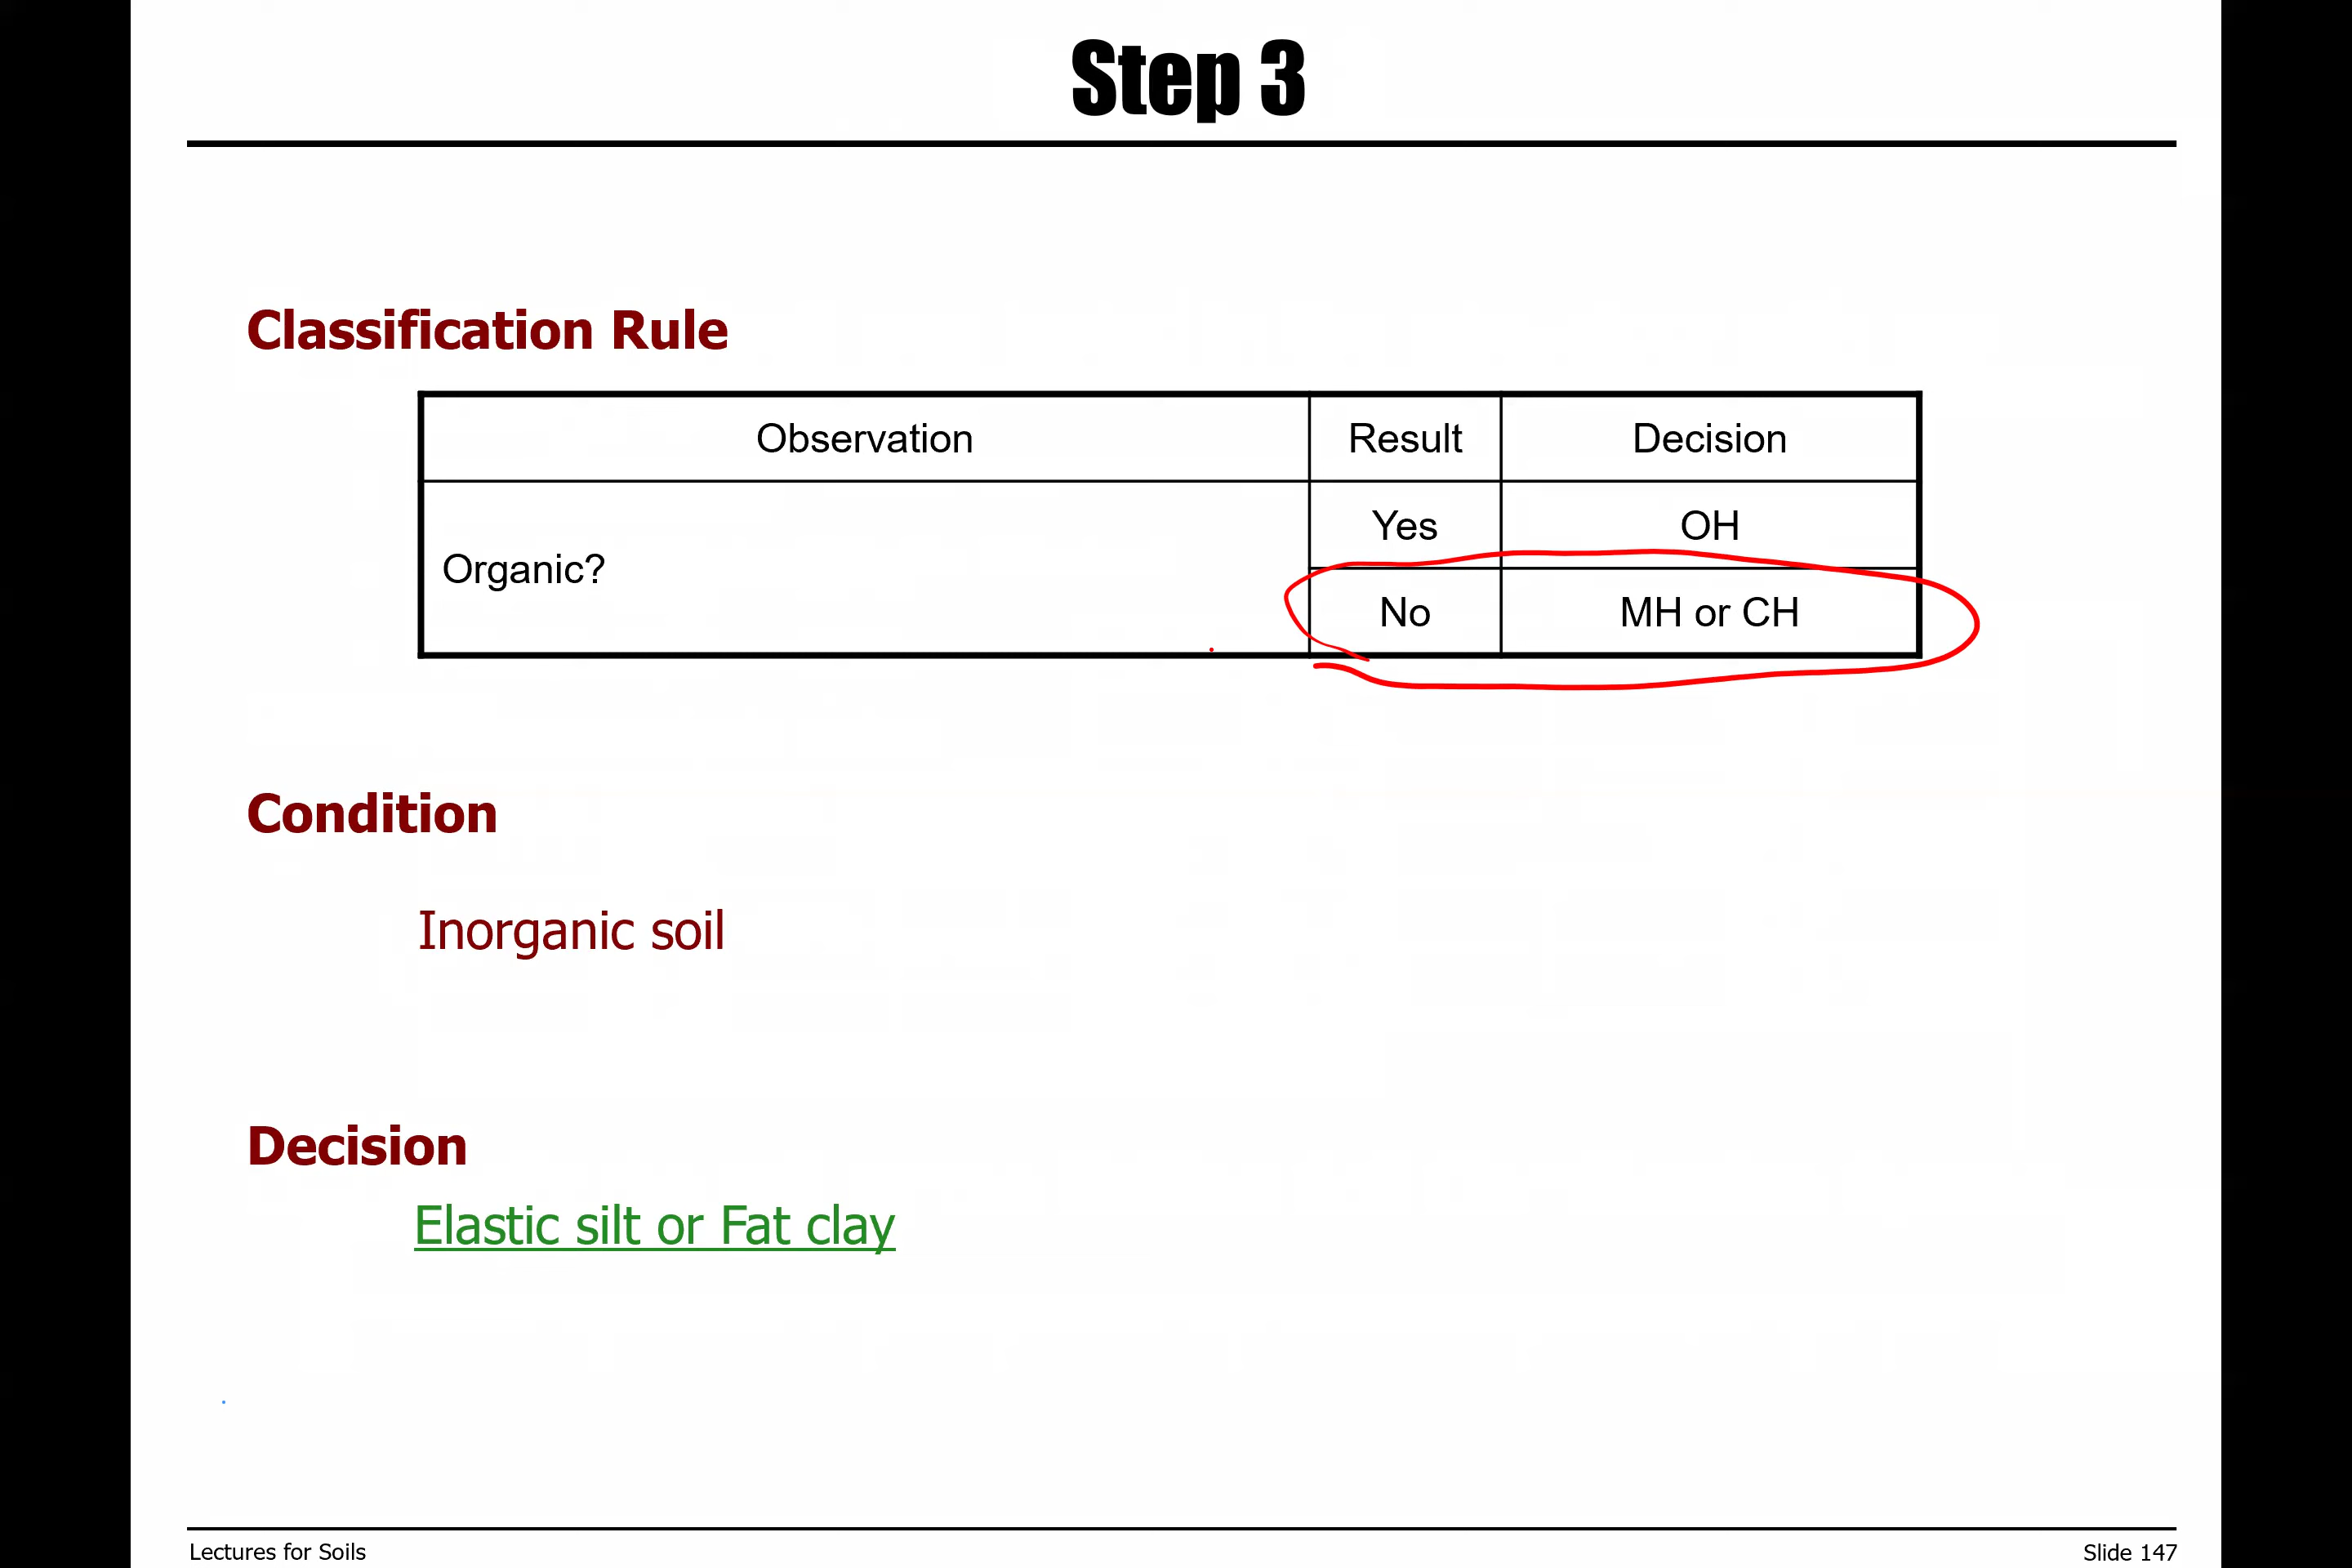 Step 3
Classification Rule
Observation Result Decision
Organic? Yes OH
No MH or CH
Condition
Inorganic soil
Decision
Elastic silt or Fat clay
Lectures for Soils Slide 147